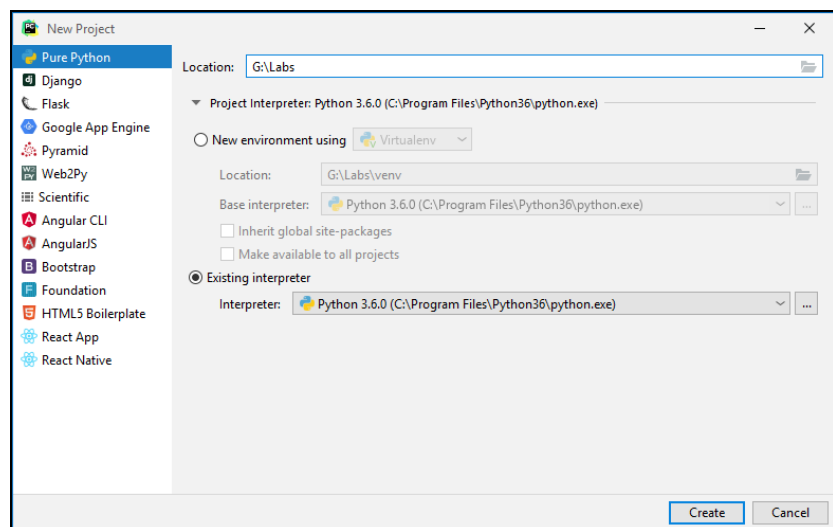 New Project
Pure Python
Django
Flask
Google App Engine
Pyramid
Web2Py
Scientific
Angular CLI
AngularJS
Bootstrap
Foundation
HTML5 Boilerplate
React App
React Native
Location: G:\Labs
Project Interpreter: Python 3.6.0 (C:\Program Files\Python36\python.exe)
New environment using Virtualenv
Location: G:\Labs\venv
Base interpreter: Python 3.6.0 (C:\Program Files\Python36\python.exe) ...
Inherit global site-packages
Make available to all projects
Existing interpreter
Interpreter: Python 3.6.0 (C:\Program Files\Python36\python.exe) ...
Create Cancel